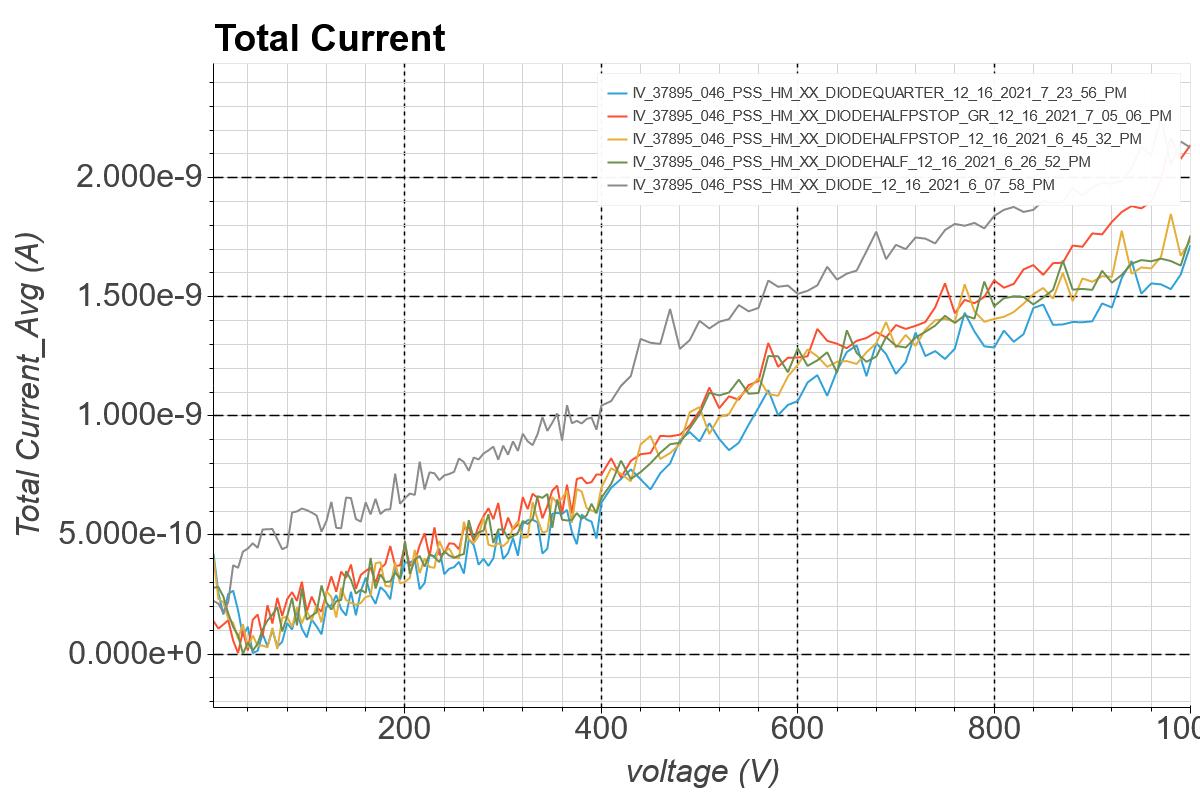 Total Current
IV_37895_046_PSS_HM_XX_DIODEQUARTER_12_16_2021_7_23_56_PM
IV_37895_046_PSS_HM_XX_DIODEHALFPSTOP_GR_12_16_2021_7_05_06_PM
IV_37895_046_PSS_HM_XX_DIODEHALFPSTOP_12_16_2021_6_45_32_PM
IV_37895_046_PSS_HM_XX_DIODEHALF_12_16_2021_6_26_52_PM
IV_37895_046_PSS_HM_XX_DIODE_12_16_2021_6_07_58_PM
Total Current_Avg (A)
2.000e-9
1.500e-9
1.000e-9
5.000e-10
0.000e+0
200 400 600 800 100
voltage (V)